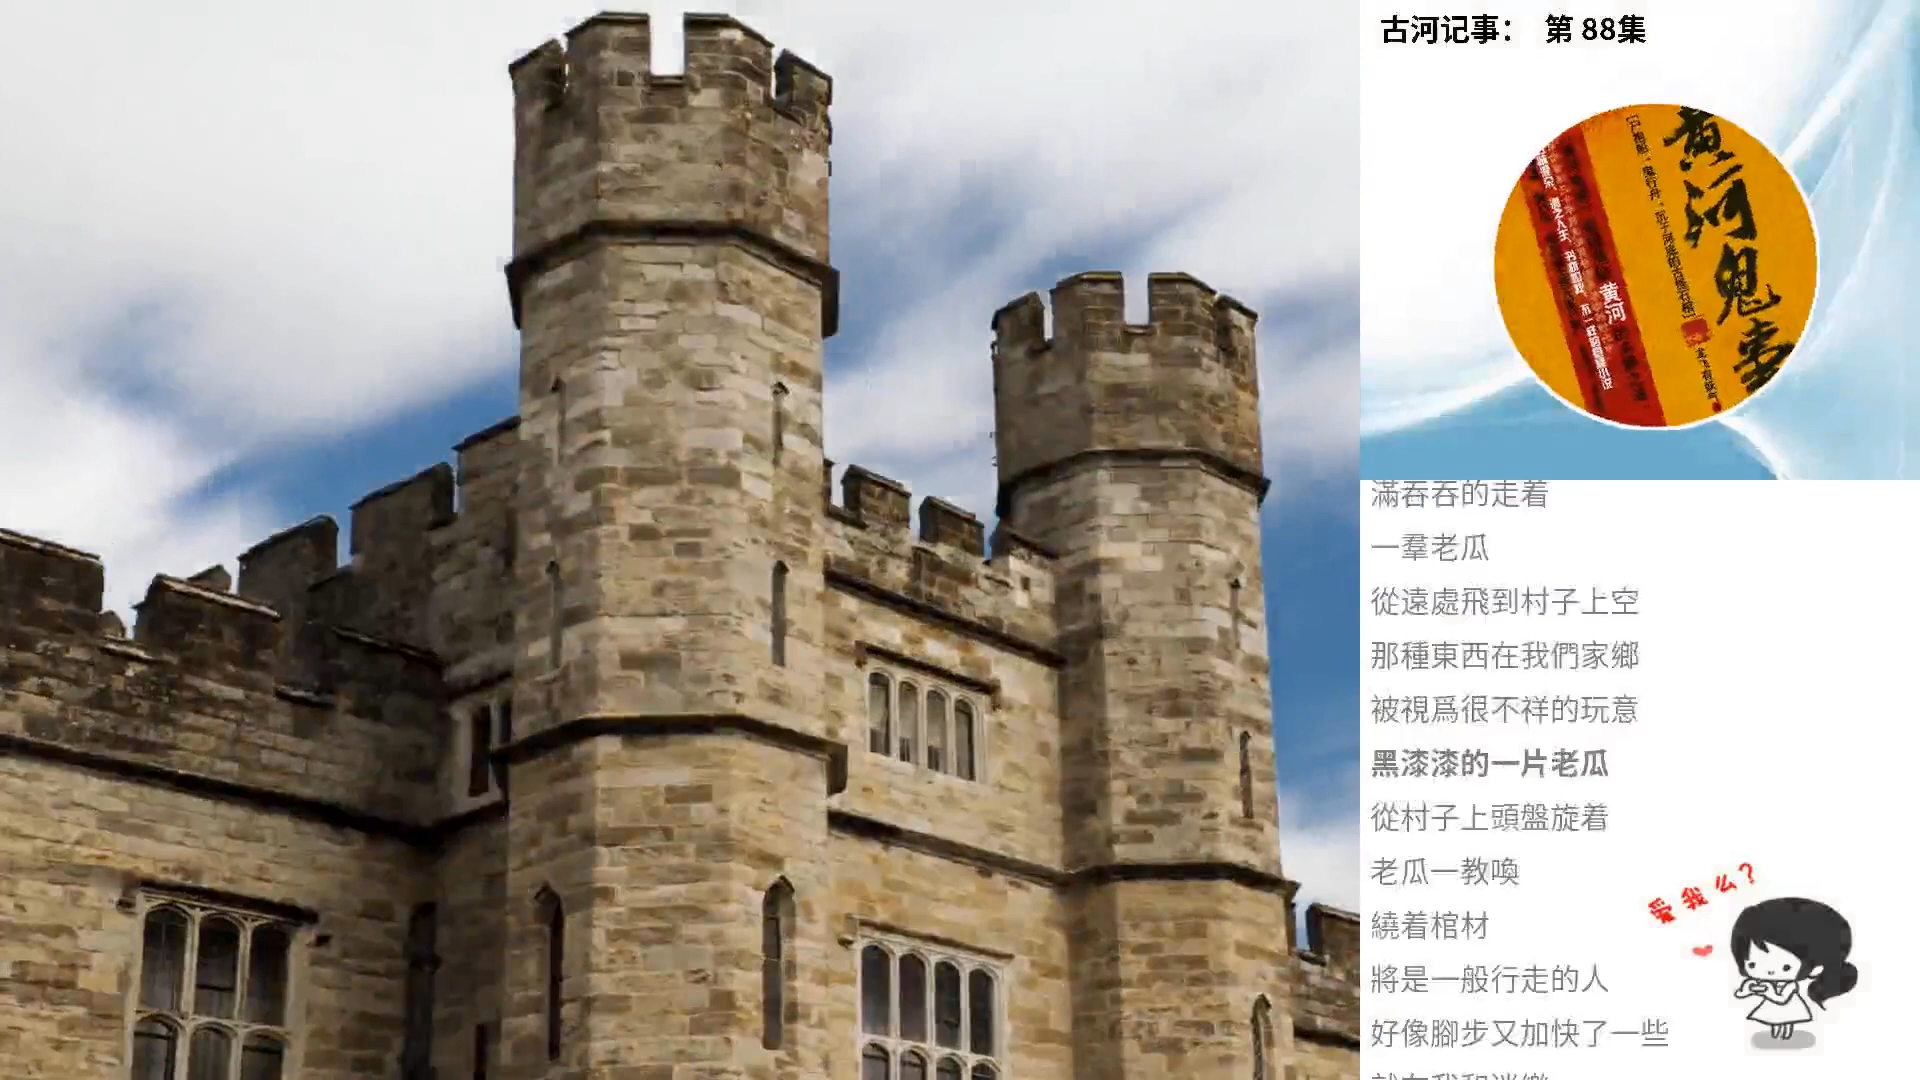 古河记事： 第 88集
黄河鬼事
黄河
滿吞吞的走着
一羣老瓜
從遠處飛到村子上空
那種東西在我們家鄉
被視爲很不祥的玩意
黑漆漆的一片老瓜
從村子上頭盤旋着
老瓜一教喚
繞着棺材
將是一般行走的人
好像腳步又加快了一些
爱我么？